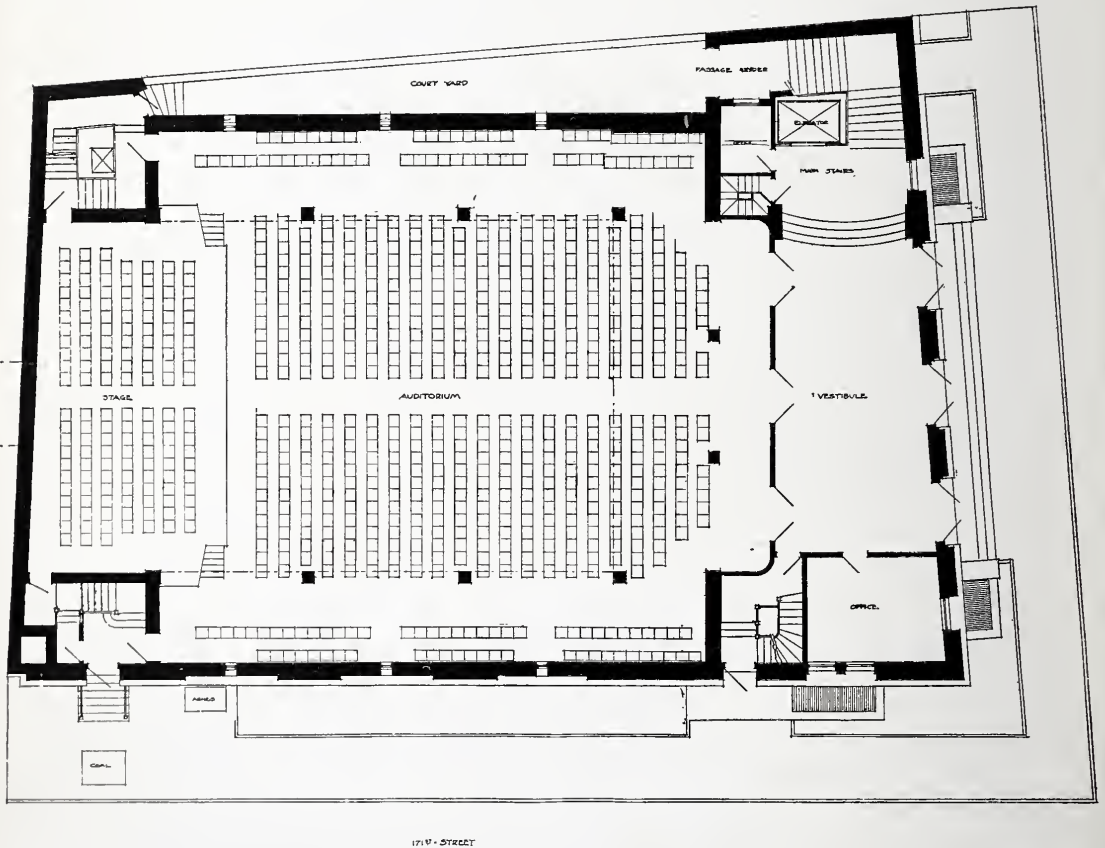 COURT YARD
PASSAGE UNDER
ELEVATOR
MAIN STAIRS
STAGE
AUDITORIUM
VESTIBULE
OFFICE.
ASHES
COAL
171ST - STREET